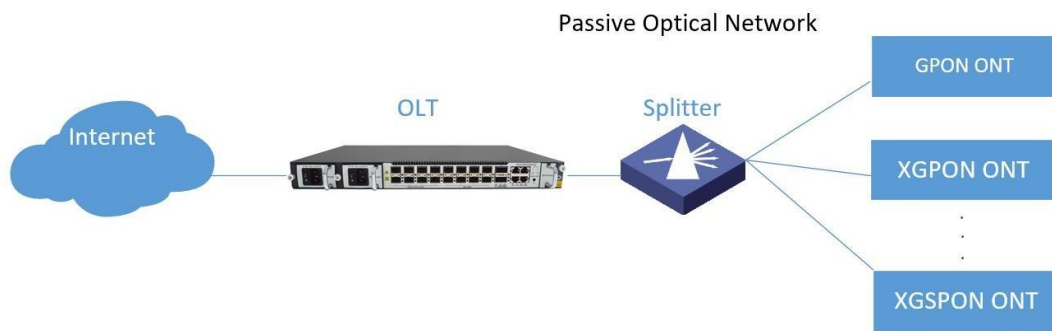 Passive Optical Network
GPON ONT
OLT
Splitter
Internet
XGPON ONT
XGSPON ONT